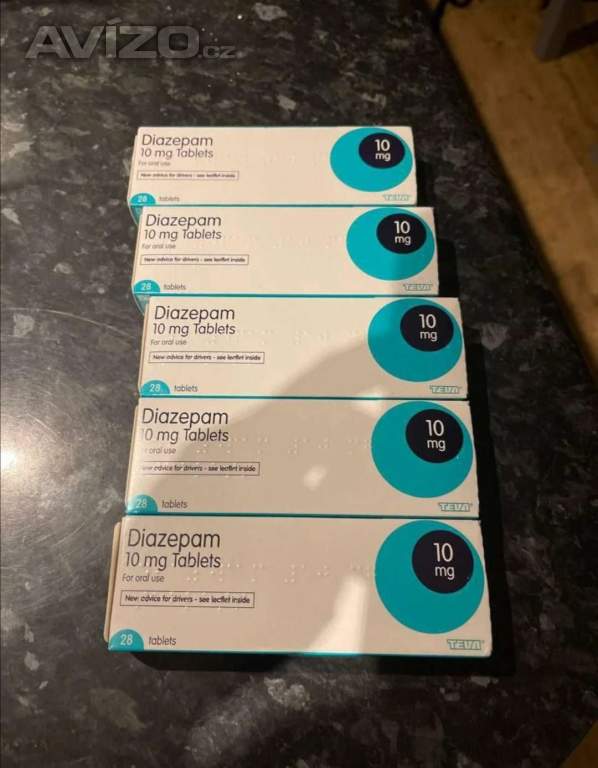 AVÍZO.cz
Diazepam
10 mg Tablets
For oral use
New advice for drivers - see leaflet inside
28 tablets
10
mg
TEVA
Diazepam
10 mg Tablets
For oral use
New advice for drivers - see leaflet inside
28 tablets
10
mg
TEVA
Diazepam
10 mg Tablets
For oral use
New advice for drivers - see leaflet inside
28 tablets
10
mg
TEVA
Diazepam
10 mg Tablets
For oral use
New advice for drivers - see leaflet inside
28 tablets
10
mg
TEVA
Diazepam
10 mg Tablets
For oral use
New advice for drivers - see leaflet inside
28 tablets
10
mg
TEVA